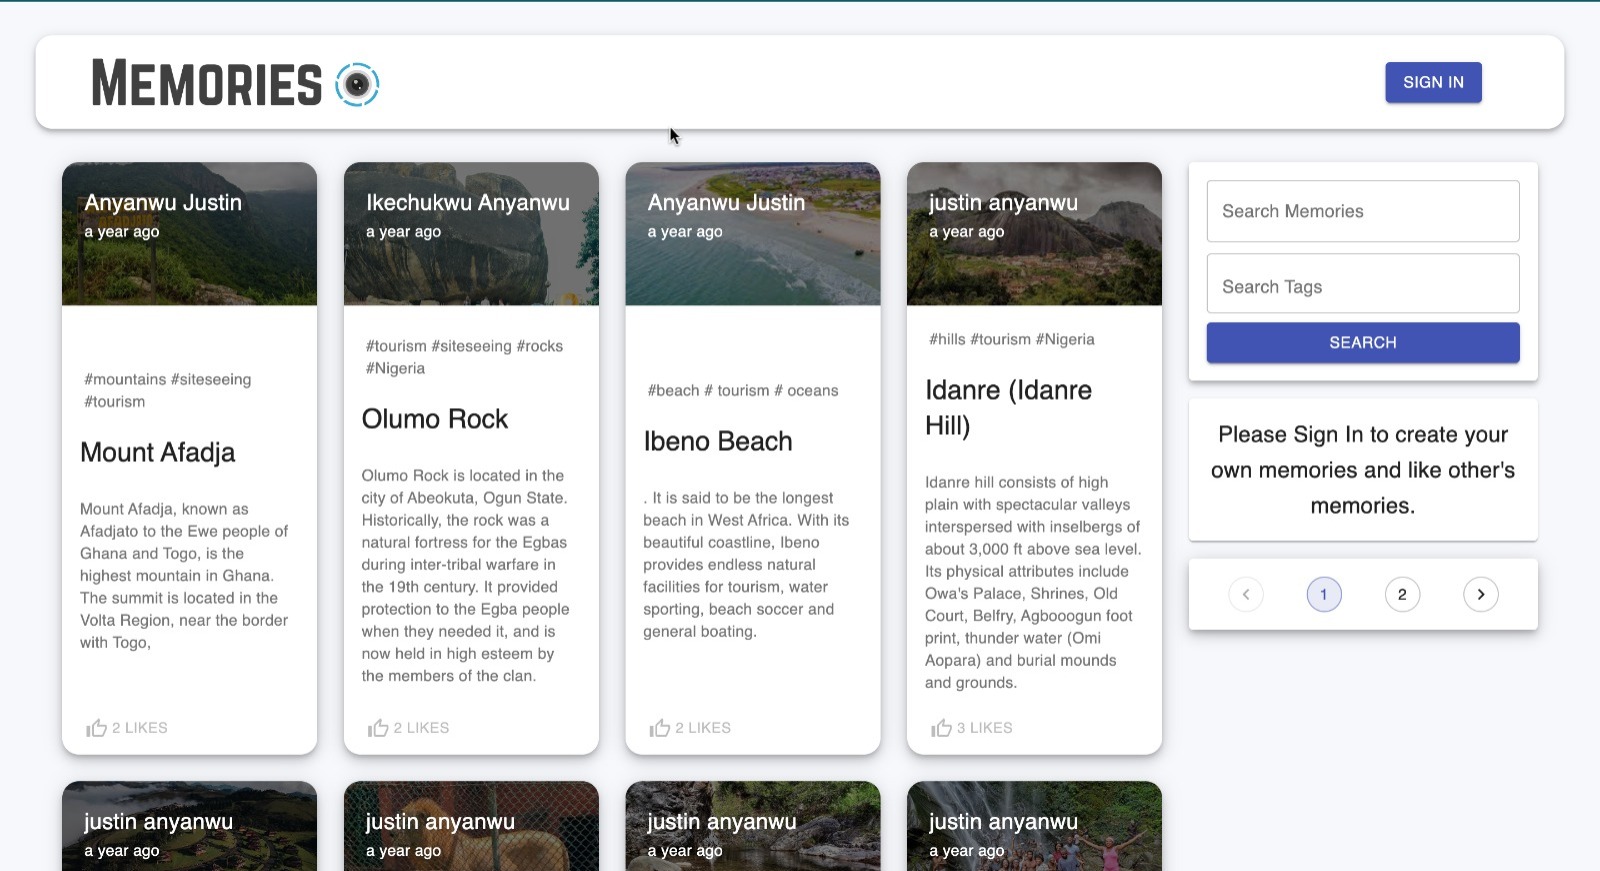 MEMORIES
SIGN IN
Anyanwu Justin
a year ago
#mountains #siteseeing
#tourism
Mount Afadja
Mount Afadja, known as
Afadjato to the Ewe people of
Ghana and Togo, is the
highest mountain in Ghana.
The summit is located in the
Volta Region, near the border
with Togo,
2 LIKES
Ikechukwu Anyanwu
a year ago
#tourism #siteseeing #rocks
#Nigeria
Olumo Rock
Olumo Rock is located in the
city of Abeokuta, Ogun State.
Historically, the rock was a
natural fortress for the Egbas
during inter-tribal warfare in
the 19th century. It provided
protection to the Egba people
when they needed it, and is
now held in high esteem by
the members of the clan.
2 LIKES
Anyanwu Justin
a year ago
#beach # tourism # oceans
Ibeno Beach
. It is said to be the longest
beach in West Africa. With its
beautiful coastline, Ibeno
provides endless natural
facilities for tourism, water
sporting, beach soccer and
general boating.
2 LIKES
justin anyanwu
a year ago
#hills #tourism #Nigeria
Idanre (Idanre
Hill)
Idanre hill consists of high
plain with spectacular valleys
interspersed with inselbergs of
about 3,000 ft above sea level.
Its physical attributes include
Owa's Palace, Shrines, Old
Court, Belfry, Agbooogun foot
print, thunder water (Omi
Aopara) and burial mounds
and grounds.
3 LIKES
Search Memories
Search Tags
SEARCH
Please Sign In to create your
own memories and like other's
memories.
1
2
justin anyanwu
a year ago
justin anyanwu
a year ago
justin anyanwu
a year ago
justin anyanwu
a year ago